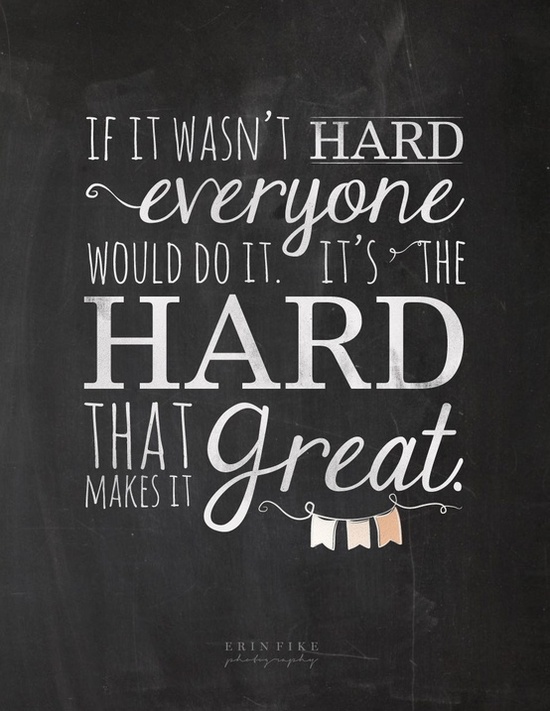 IF IT WASN'T HARD
everyone
WOULD DO IT. IT'S THE
HARD
THAT
MAKES IT great.
ERIN FIKE
photography